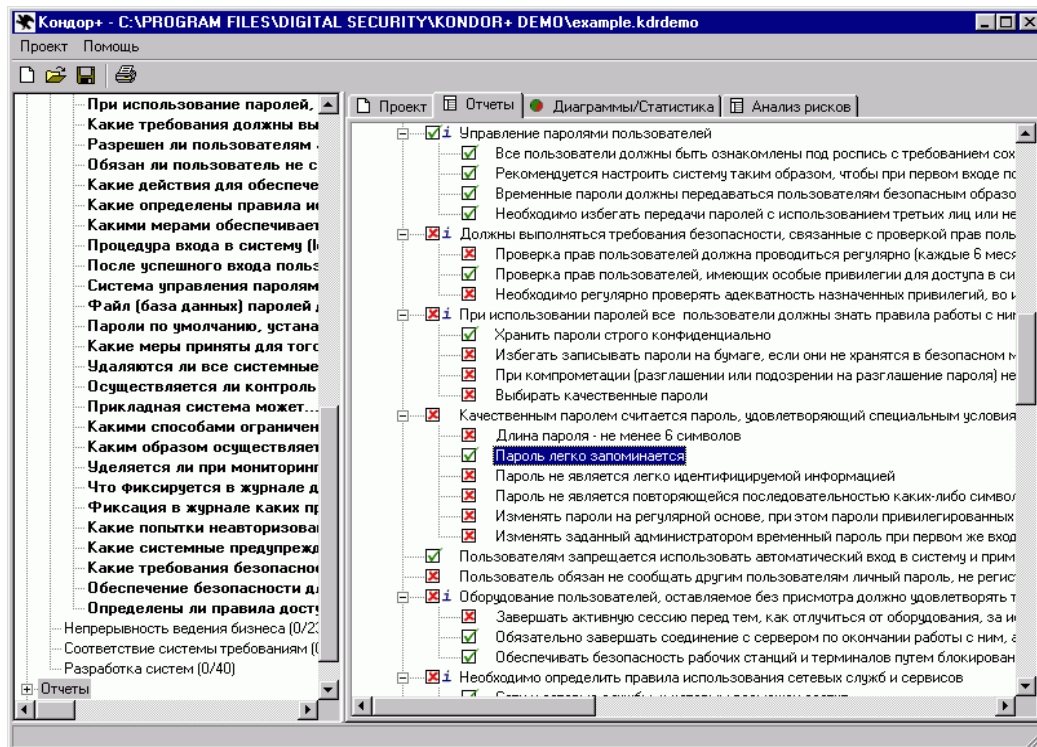 Кондор+ - C:\PROGRAM FILES\DIGITAL SECURITY\KONDOR+ DEMO\example.kdrdemo
Проект Помощь
При использование паролей,
Какие требования должны вы
Разрешен ли пользователям
Обязан ли пользователь не с
Какие действия для обеспече
Какие определены правила ис
Какими мерами обеспечивает
Процедура входа в систему (l
После успешного входа польз
Система управления паролям
Файл (база данных) паролей
Пароли по умолчанию, устана
Какие меры приняты для того
Удаляются ли все системные
Осуществляется ли контроль
Прикладная система может...
Какими способами ограничен
Каким образом осуществляет
Уделяется ли при мониторинг
Что фиксируется в журнале д
Фиксация в журнале каких пр
Какие попытки неавторизова
Какие системные предупрежд
Какие требования безопасно
Обеспечение безопасности д
Определены ли правила досту
Непрерывность ведения бизнеса (0/23
Соответствие системы требованиям (0
Разработка систем (0/40)
Отчеты
Проект Отчеты Диаграммы/Статистика Анализ рисков
Управление паролями пользователей
Все пользователи должны быть ознакомлены под роспись с требованием сох
Рекомендуется настроить систему таким образом, чтобы при первом входе по
Временные пароли должны передаваться пользователям безопасным образо
Необходимо избегать передачи паролей с использованием третьих лиц или не
Должны выполняться требования безопасности, связанные с проверкой прав поль
Проверка прав пользователей должна проводиться регулярно (каждые 6 меся
Проверка прав пользователей, имеющих особые привилегии для доступа в си
Необходимо регулярно проверять адекватность назначенных привилегий, во и
При использовании паролей все пользователи должны знать правила работы с ни
Хранить пароли строго конфиденциально
Избегать записывать пароли на бумаге, если они не хранятся в безопасном м
При компрометации (разглашении или подозрении на разглашение пароля) не
Выбирать качественные пароли
Качественным паролем считается пароль, удовлетворяющий специальным условия
Длина пароля - не менее 6 символов
Пароль легко запоминается
Пароль не является легко идентифицируемой информацией
Пароль не является повторяющейся последовательностью каких-либо символ
Изменять пароли на регулярной основе, при этом пароли привилегированных
Изменять заданный администратором временный пароль при первом же вход
Пользователям запрещается использовать автоматический вход в систему и прим
Пользователь обязан не сообщать другим пользователям личный пароль, не регис
Оборудование пользователей, оставляемое без присмотра должно удовлетворять т
Завершать активную сессию перед тем, как отлучиться от оборудования, за и
Обязательно завершать соединение с сервером по окончании работы с ним, а
Обеспечивать безопасность рабочих станций и терминалов путем блокирован
Необходимо определить правила использования сетевых служб и сервисов